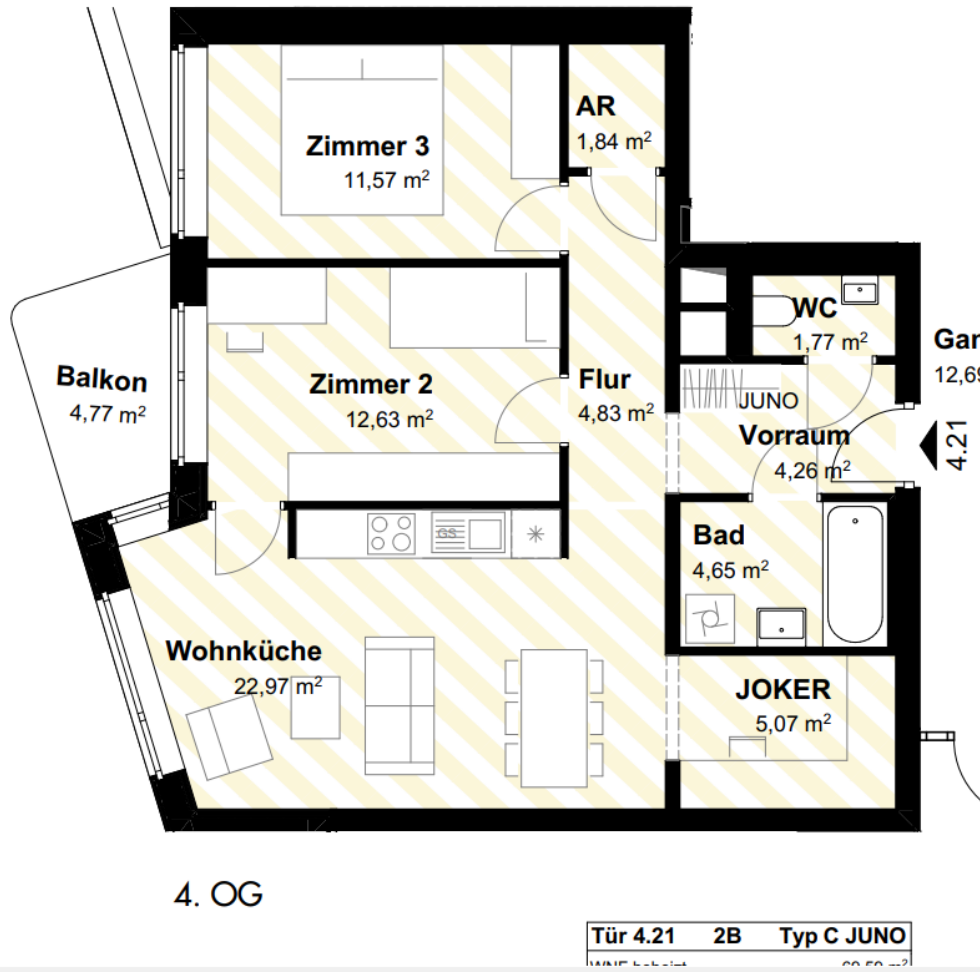 AR
1,84 m²
Zimmer 3
11,57 m²
WC
1,77 m²
Balkon
4,77 m²
Zimmer 2
12,63 m²
Flur
4,83 m²
JUNO
Vorraum
4,26 m²
4.21
GS
Bad
4,65 m²
Wohnküche
22,97 m²
JOKER
5,07 m²
4. OG
Tür 4.21 2B Typ C JUNO